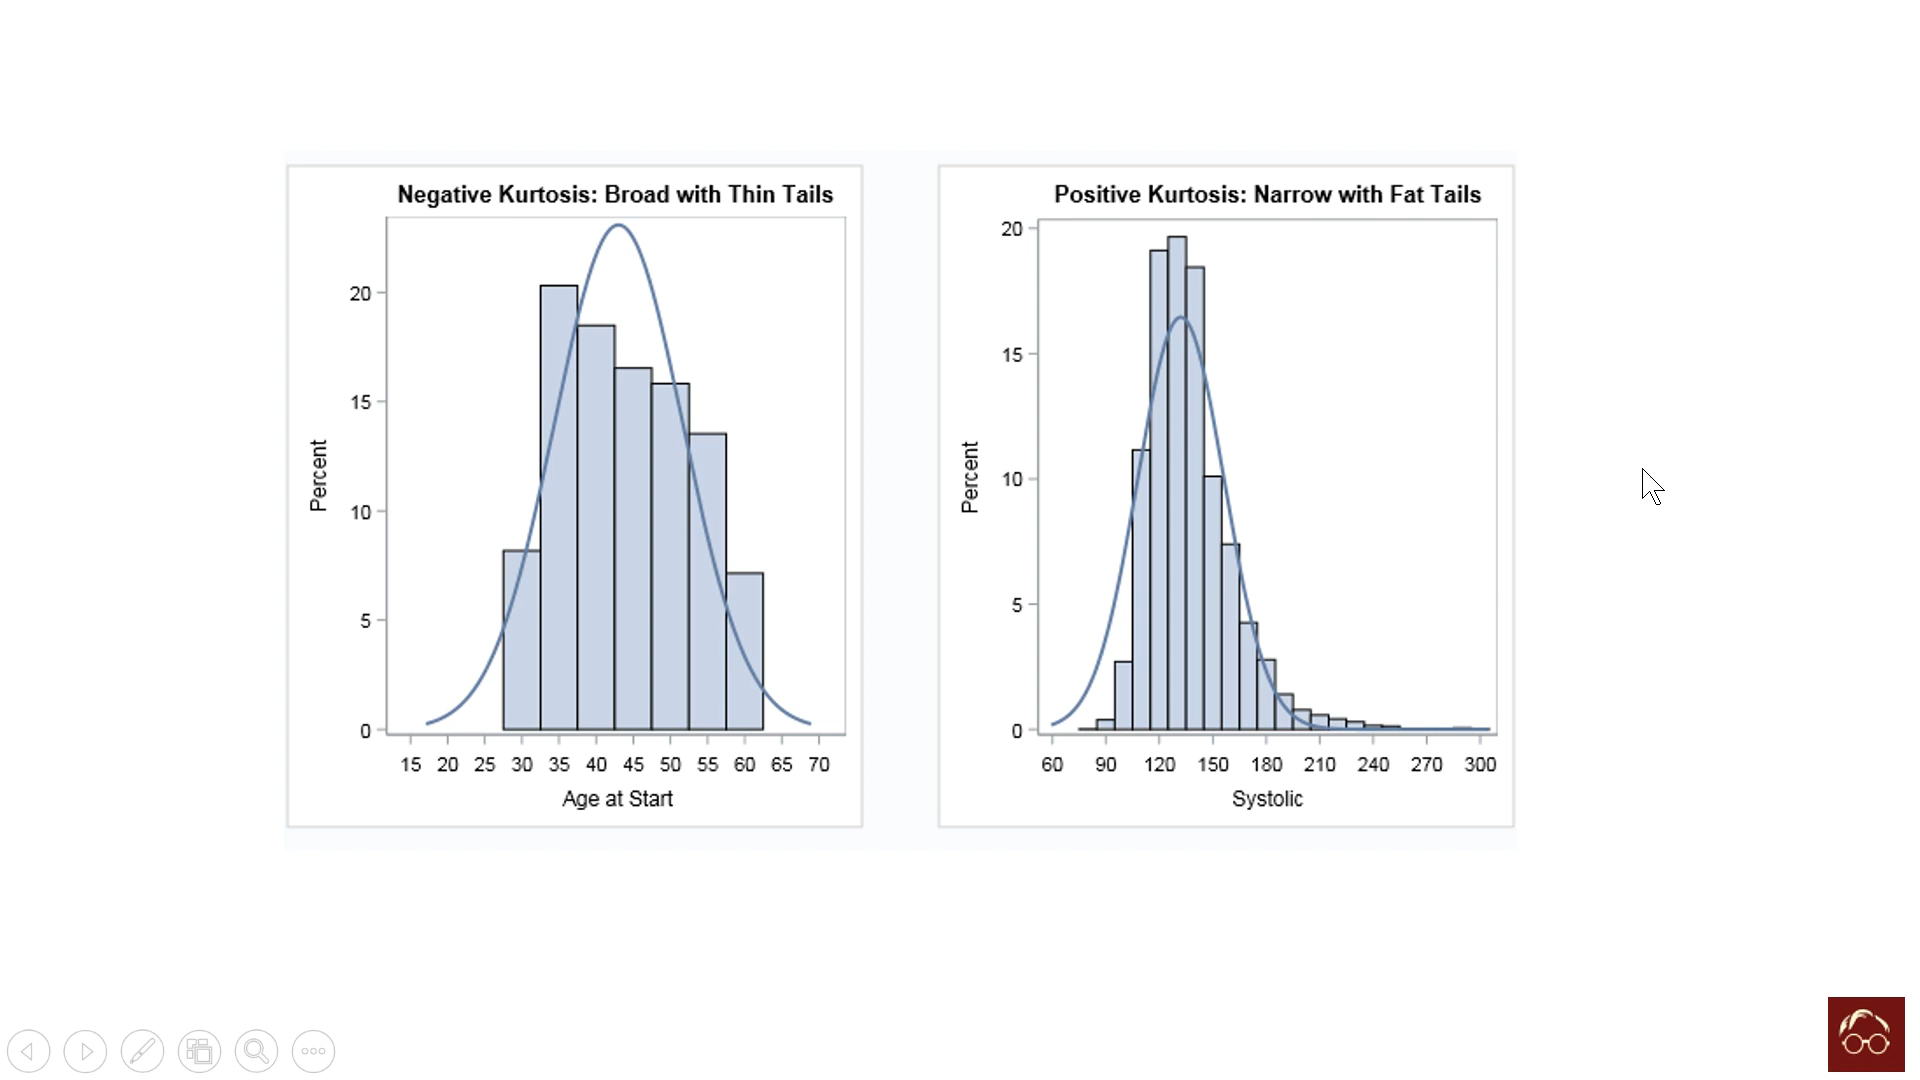 Negative Kurtosis: Broad with Thin Tails
20
15
10
5
0
Percent
15 20 25 30 35 40 45 50 55 60 65 70
Age at Start
Positive Kurtosis: Narrow with Fat Tails
20
15
10
5
0
Percent
60 90 120 150 180 210 240 270 300
Systolic